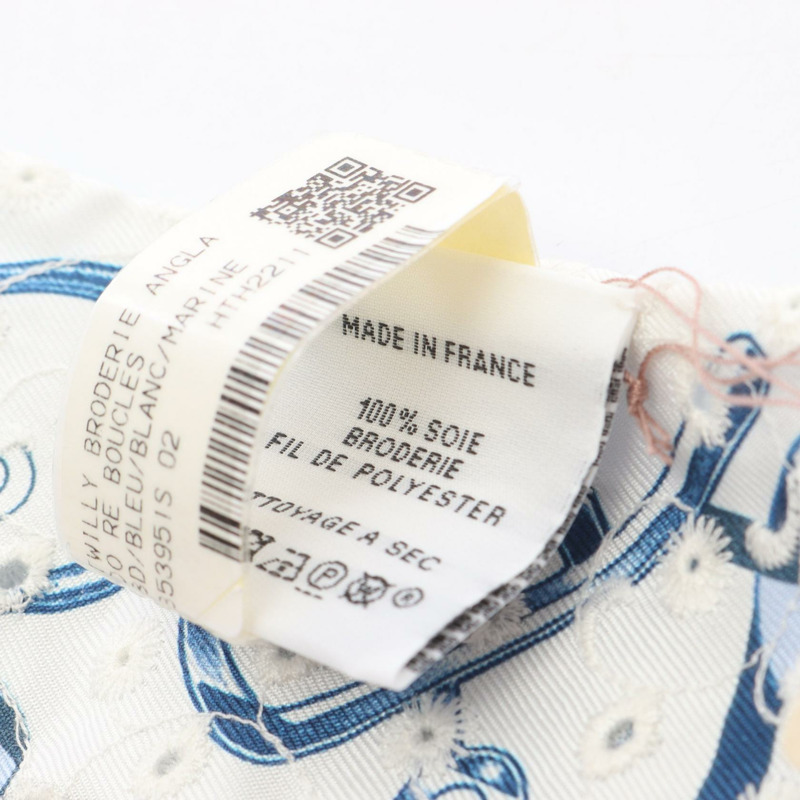 WILLY BRODERIE ANGLA
RE BOUCLES
D/BLEU/BLANC/MARINE
53951S 02
HTH2211
MADE IN FRANCE
100% SOIE
BRODERIE
FIL DE POLYESTER
TTOYAGE A SEC
P